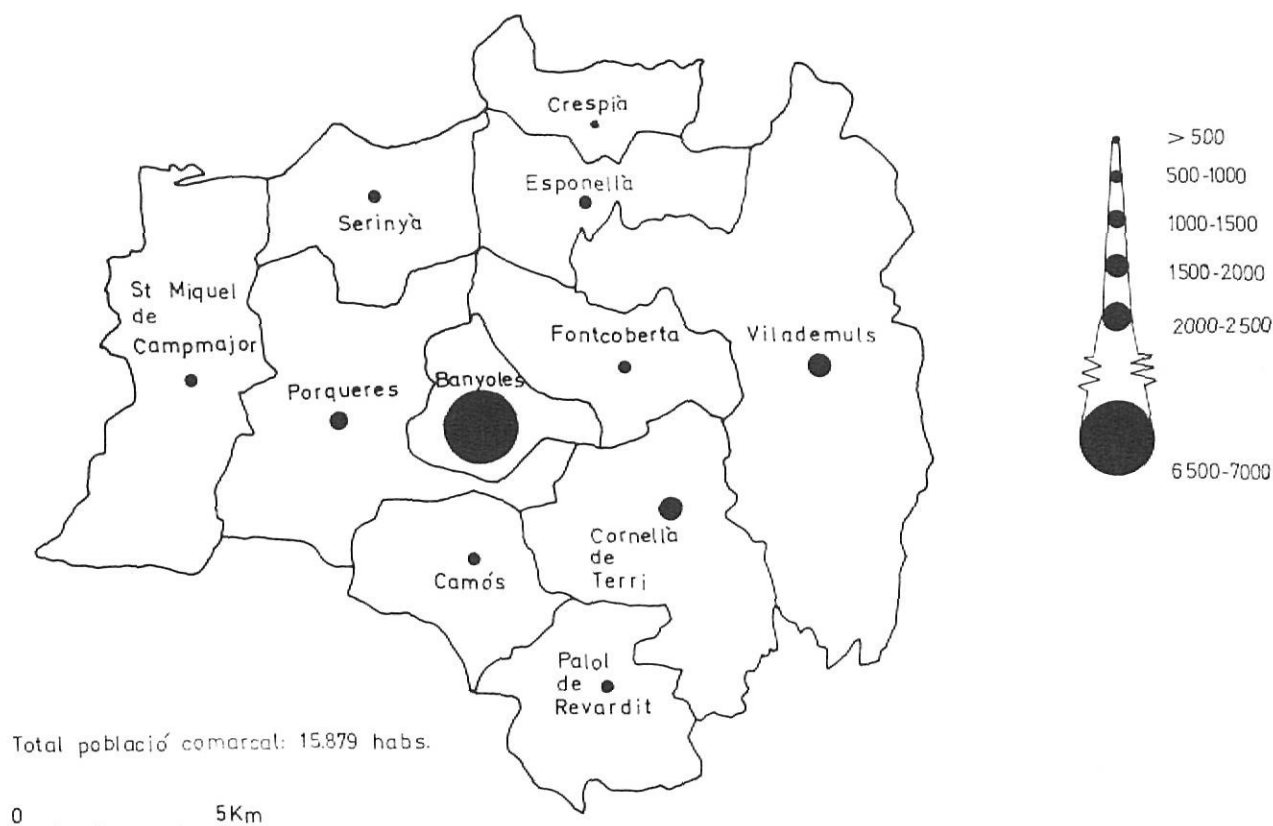 Crespià
Esponellà
Serinyà
St Miquel
de
Campmajor
Fontcoberta
Vilademuls
Porqueres
Banyoles
Cornellà
de
Terri
Camós
Palol
de
Revardit
> 500
500-1000
1000-1500
1500-2000
2000-2500
6500-7000
Total població comarcal: 15.879 habs.
0 5Km